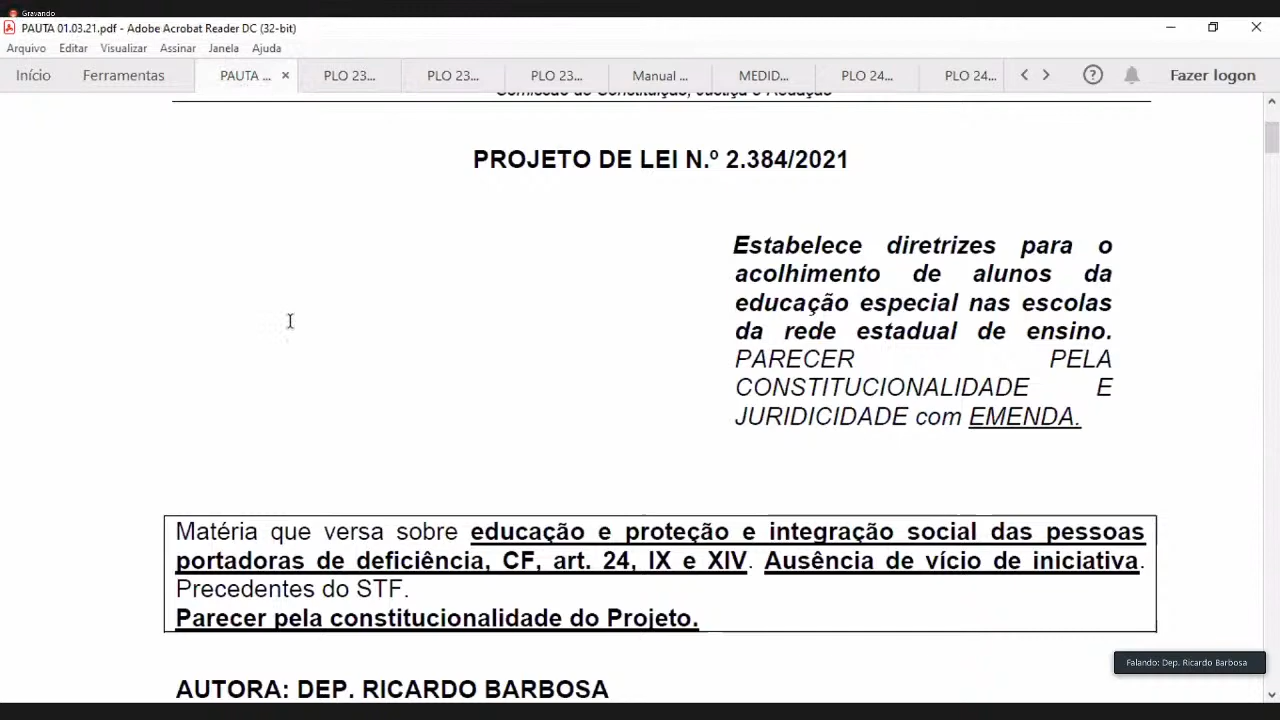 Gravando
PAUTA 01.03.21.pdf - Adobe Acrobat Reader DC (32-bit)
Arquivo Editar Visualizar Assinar Janela Ajuda
Início Ferramentas PAUTA ... × PLO 23... PLO 23... PLO 23... Manual ... MEDID... PLO 24... PLO 24... Fazer logon
Comissão de Constituição, Justiça e Redação
PROJETO DE LEI N.º 2.384/2021
Estabelece diretrizes para o
acolhimento de alunos da
educação especial nas escolas
da rede estadual de ensino.
PARECER PELA
CONSTITUCIONALIDADE E
JURIDICIDADE com EMENDA.
Matéria que versa sobre educação e proteção e integração social das pessoas
portadoras de deficiência, CF, art. 24, IX e XIV. Ausência de vício de iniciativa.
Precedentes do STF.
Parecer pela constitucionalidade do Projeto.
Falando: Dep. Ricardo Barbosa
AUTORA: DEP. RICARDO BARBOSA